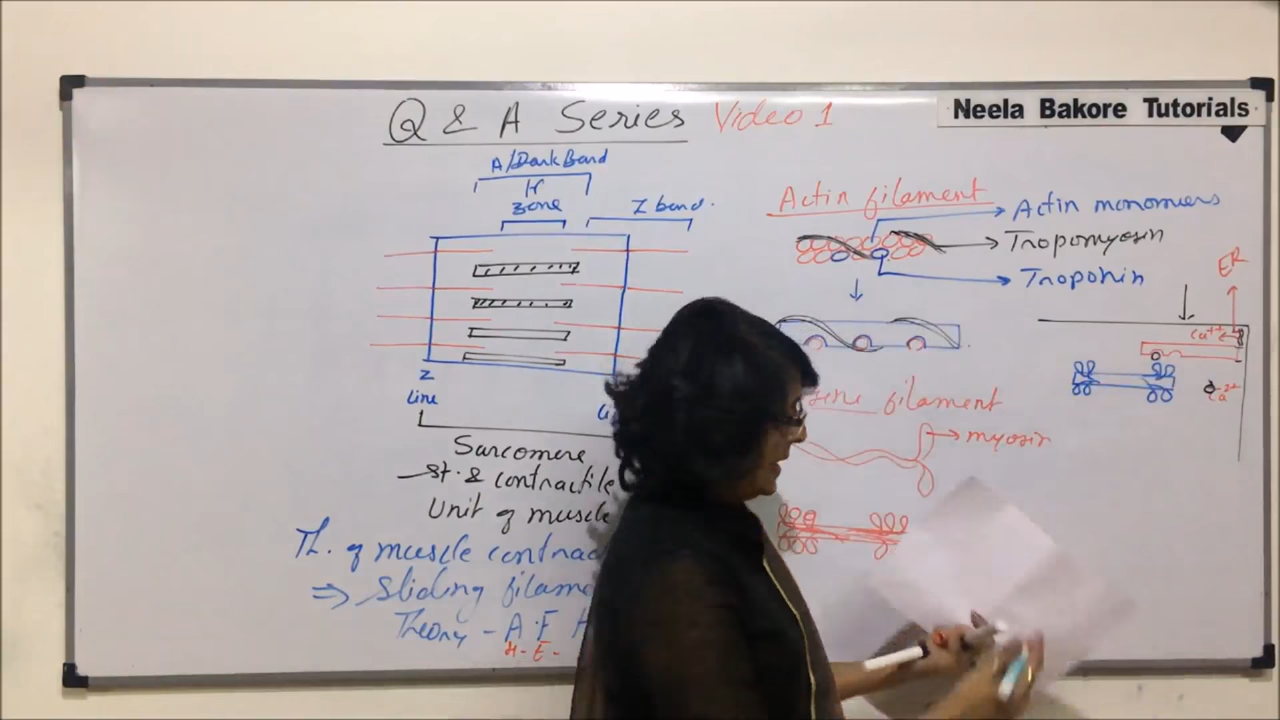 Q & A Series Video 1
Neela Bakore Tutorials
A/Dark Band
H
Zone
I band.
Z
line
Sarcomere
St. & contractile
Unit of muscle
Th. of muscle contrac
⇒ Sliding filame
Theory - A.F H
H. E.
Actin filament
Actin monomers
Tropomyosin
Troponin
filament
myosin
ER
Ca++
Ca2+